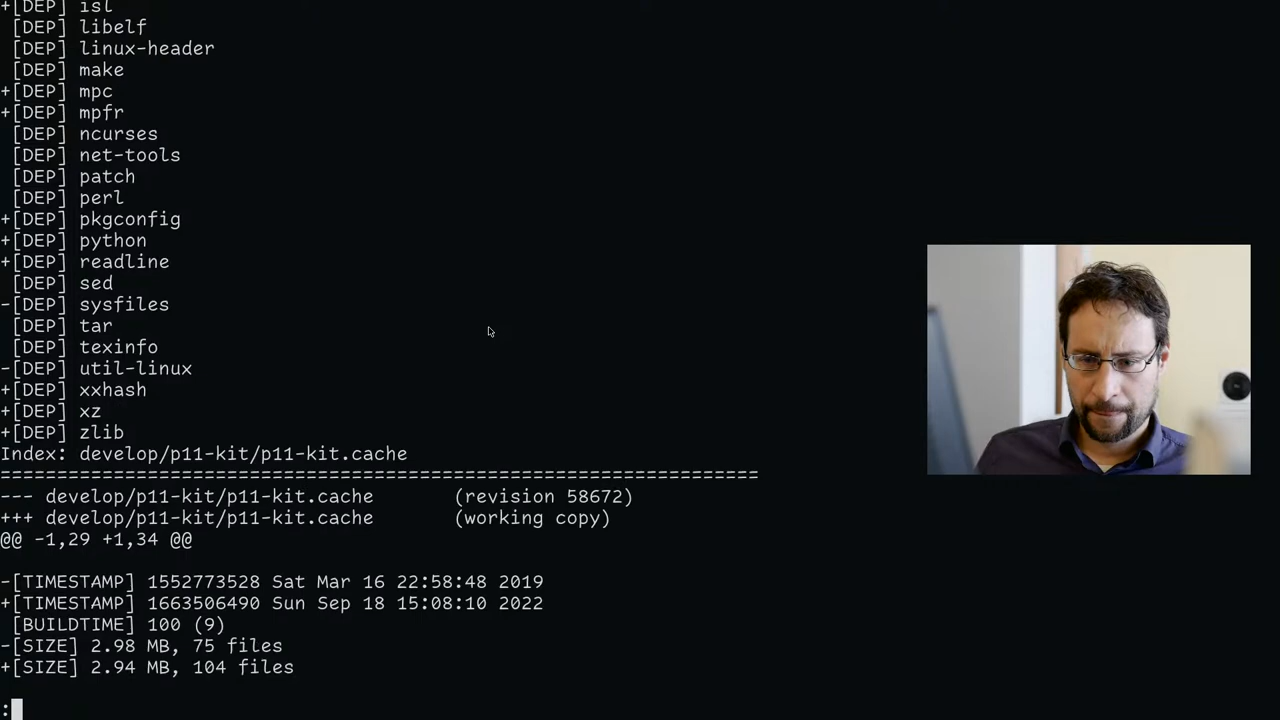 +[DEP] isl
 [DEP] libelf
 [DEP] linux-header
 [DEP] make
+[DEP] mpc
+[DEP] mpfr
 [DEP] ncurses
 [DEP] net-tools
 [DEP] patch
 [DEP] perl
+[DEP] pkgconfig
+[DEP] python
+[DEP] readline
 [DEP] sed
-[DEP] sysfiles
 [DEP] tar
 [DEP] texinfo
-[DEP] util-linux
+[DEP] xxhash
+[DEP] xz
+[DEP] zlib
Index: develop/p11-kit/p11-kit.cache
===================================================================
--- develop/p11-kit/p11-kit.cache (revision 58672)
+++ develop/p11-kit/p11-kit.cache (working copy)
@@ -1,29 +1,34 @@
-[TIMESTAMP] 1552773528 Sat Mar 16 22:58:48 2019
+[TIMESTAMP] 1663506490 Sun Sep 18 15:08:10 2022
 [BUILDTIME] 100 (9)
-[SIZE] 2.98 MB, 75 files
+[SIZE] 2.94 MB, 104 files
: